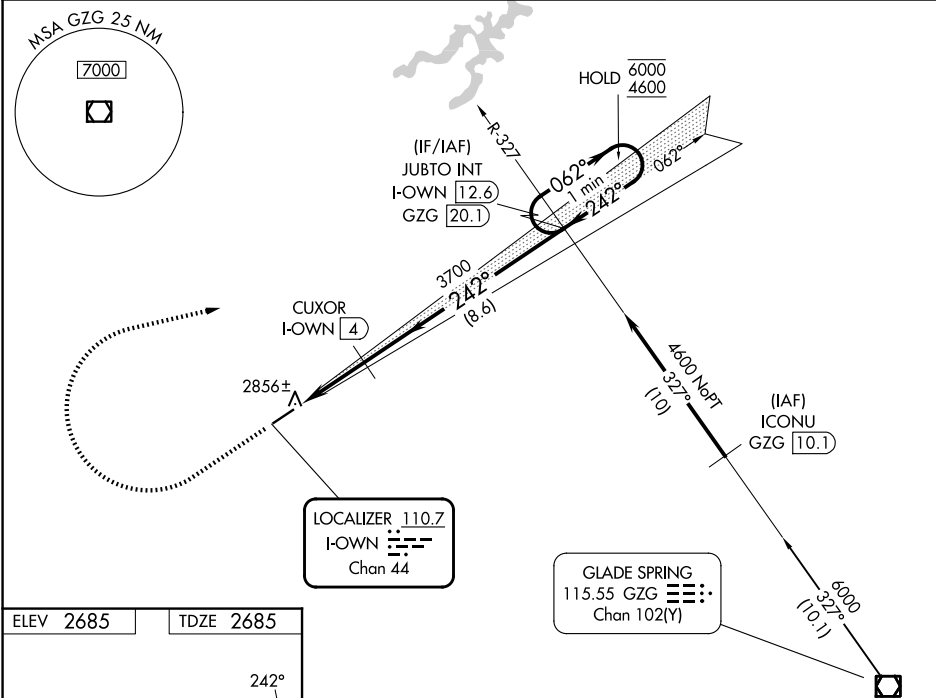 MSA GZG 25 NM
7000
HOLD 6000
4600
R-327
(IF/IAF)
JUBTO INT
I-OWN 12.6
GZG 20.1
062°
1 min
242°
062°
3700
242°
(8.6)
CUXOR
I-OWN 4
2856±
4600 NoPT
327°
(10)
(IAF)
ICONU
GZG 10.1
LOCALIZER 110.7
I-OWN
Chan 44
GLADE SPRING
115.55 GZG
Chan 102(Y)
6000
327°
(10.1)
ELEV 2685
TDZE 2685
242°